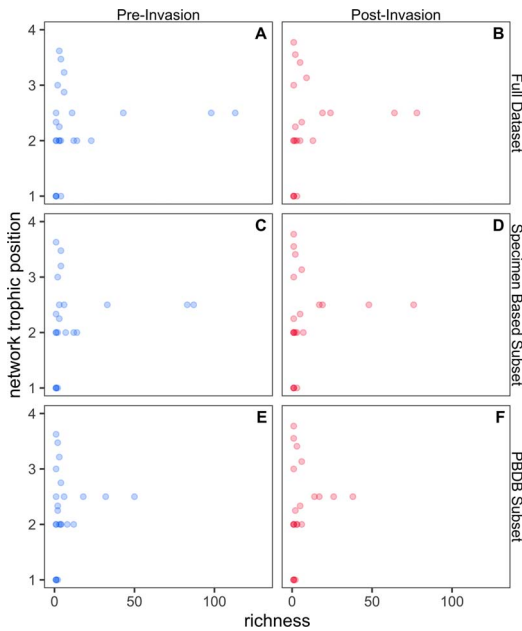 Pre-Invasion
Post-Invasion
network trophic position
4
3
2
1
A
B
Full Dataset
4
3
2
1
C
D
Specimen Based Subset
4
3
2
1
E
F
PBDB Subset
0
50
100
0
50
100
richness